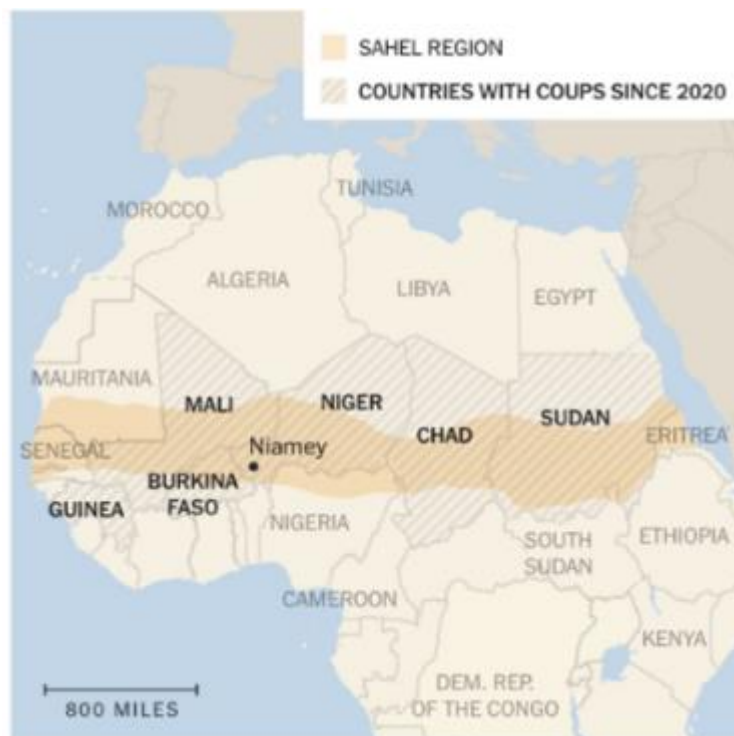 SAHEL REGION
COUNTRIES WITH COUPS SINCE 2020
TUNISIA
MOROCCO
ALGERIA
LIBYA
EGYPT
MAURITANIA
MALI
NIGER
CHAD
SUDAN
SENEGAL
Niamey
ERITREA
BURKINA
FASO
GUINEA
NIGERIA
ETHIOPIA
SOUTH
SUDAN
CAMEROON
KENYA
DEM. REP.
OF THE CONGO
800 MILES